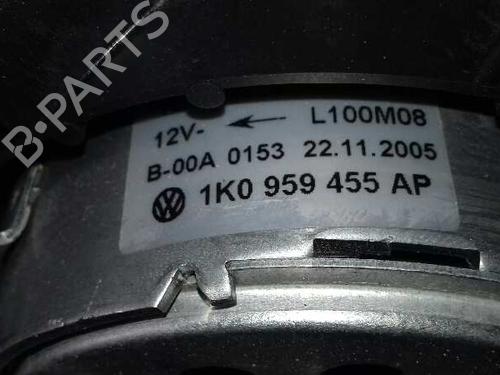 B-PARTS
12V- ← L100M08
B-00A 0153 22.11.2005
1K0 959 455 AP